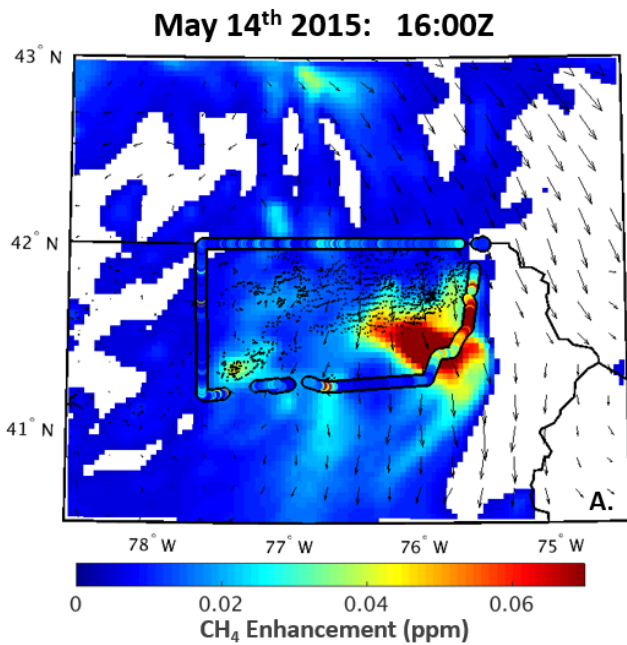 May 14th 2015: 16:00Z
43° N
42° N
41° N
A.
78° W 77° W 76° W 75° W
0 0.02 0.04 0.06
CH4 Enhancement (ppm)